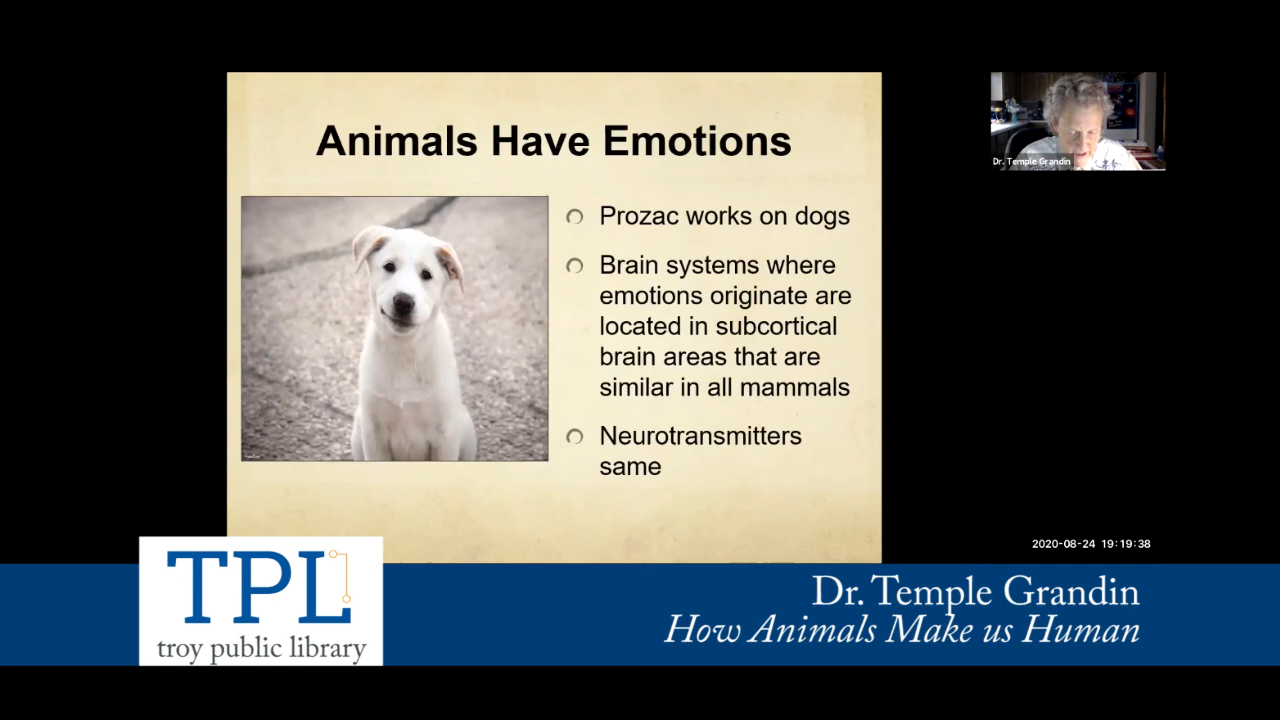 Animals Have Emotions
Prozac works on dogs
Brain systems where
emotions originate are
located in subcortical
brain areas that are
similar in all mammals
Neurotransmitters
same
Dr. Temple Grandin
2020-08-24 19:19:38
TPL
troy public library
Dr. Temple Grandin
How Animals Make us Human